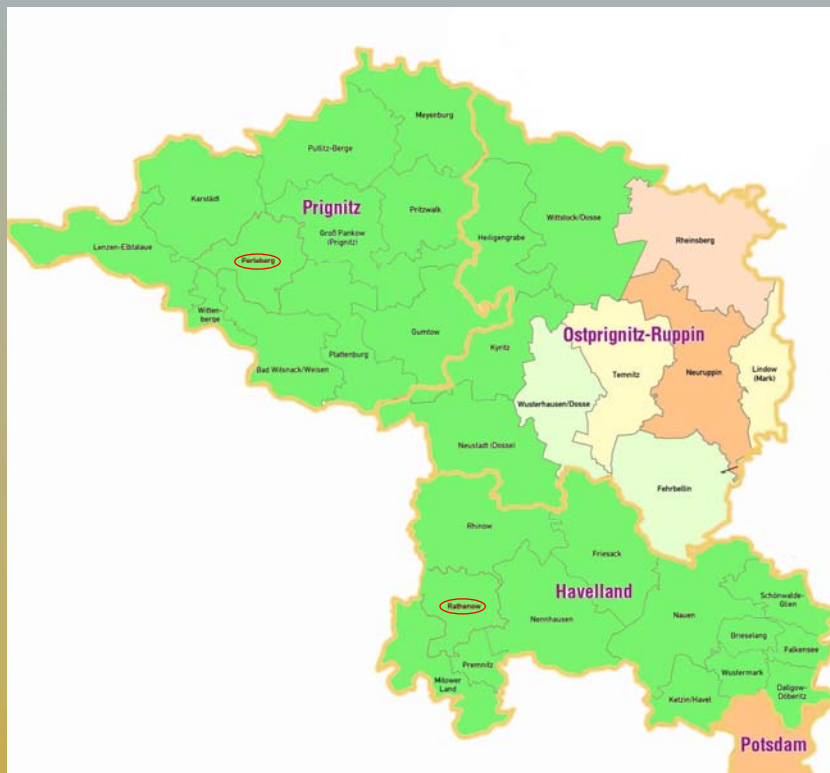 Meyenburg
Putlitz-Berge
Karstädt
Prignitz
Pritzwalk
Groß Pankow
(Prignitz)
Wittstock/Dosse
Heiligengrabe
Rheinsberg
Lenzen-Elbtalaue
Perleberg
Witten-
berge
Gumtow
Plattenburg
Bad Wilsnack/Weisen
Ostprignitz-Ruppin
Kyritz
Temnitz
Neuruppin
Lindow
(Mark)
Wusterhausen/Dosse
Neustadt (Dosse)
Fehrbellin
Rhinow
Friesack
Havelland
Rathenow
Nennhausen
Nauen
Schönwalde-
Glien
Brieselang
Falkensee
Premnitz
Milower
Land
Wustermark
Ketzin/Havel
Dallgow-
Döberitz
Potsdam